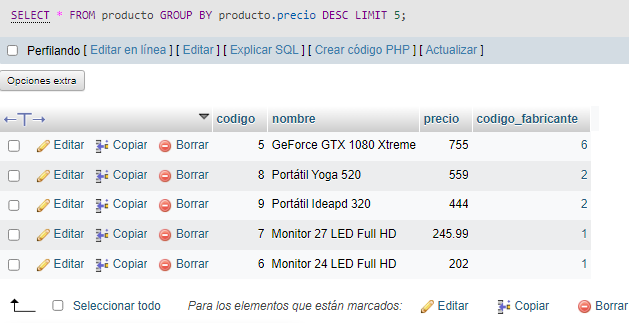 SELECT * FROM producto GROUP BY producto.precio DESC LIMIT 5;
Perfilando [ Editar en línea ] [ Editar ] [ Explicar SQL ] [ Crear código PHP ] [ Actualizar ]
Opciones extra
←T→ codigo nombre precio codigo_fabricante
Editar Copiar Borrar 5 GeForce GTX 1080 Xtreme 755 6
Editar Copiar Borrar 8 Portátil Yoga 520 559 2
Editar Copiar Borrar 9 Portátil Ideapd 320 444 2
Editar Copiar Borrar 7 Monitor 27 LED Full HD 245.99 1
Editar Copiar Borrar 6 Monitor 24 LED Full HD 202 1
Seleccionar todo Para los elementos que están marcados: Editar Copiar Borrar